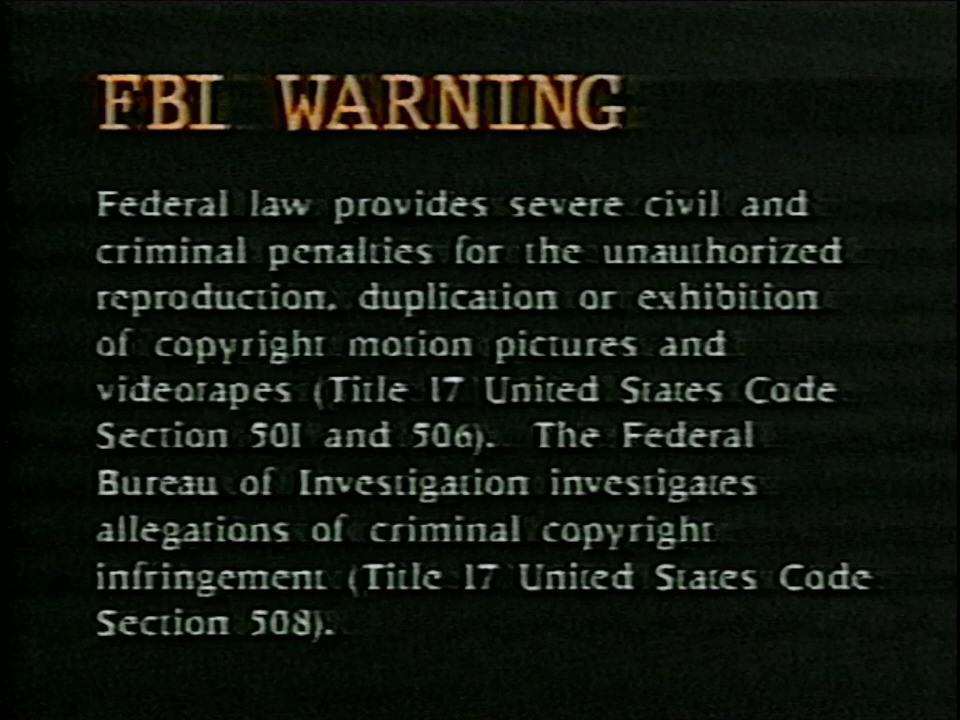 FBI WARNING
Federal law provides severe civil and
criminal penalties for the unauthorized
reproduction, duplication or exhibition
of copyright motion pictures and
videotapes (Title 17 United States Code
Section 501 and 506).  The Federal
Bureau of Investigation investigates
allegations of criminal copyright
infringement (Title 17 United States Code
Section 508).